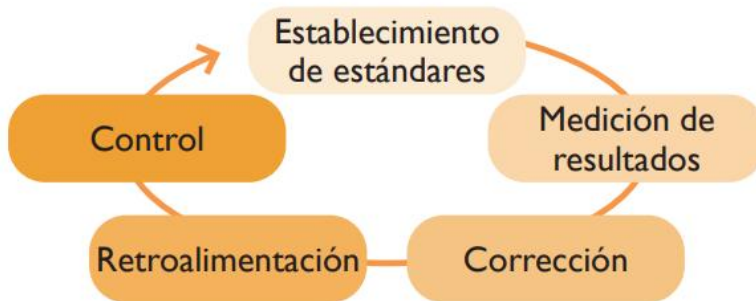 Establecimiento
de estándares
Medición de
resultados
Corrección
Retroalimentación
Control